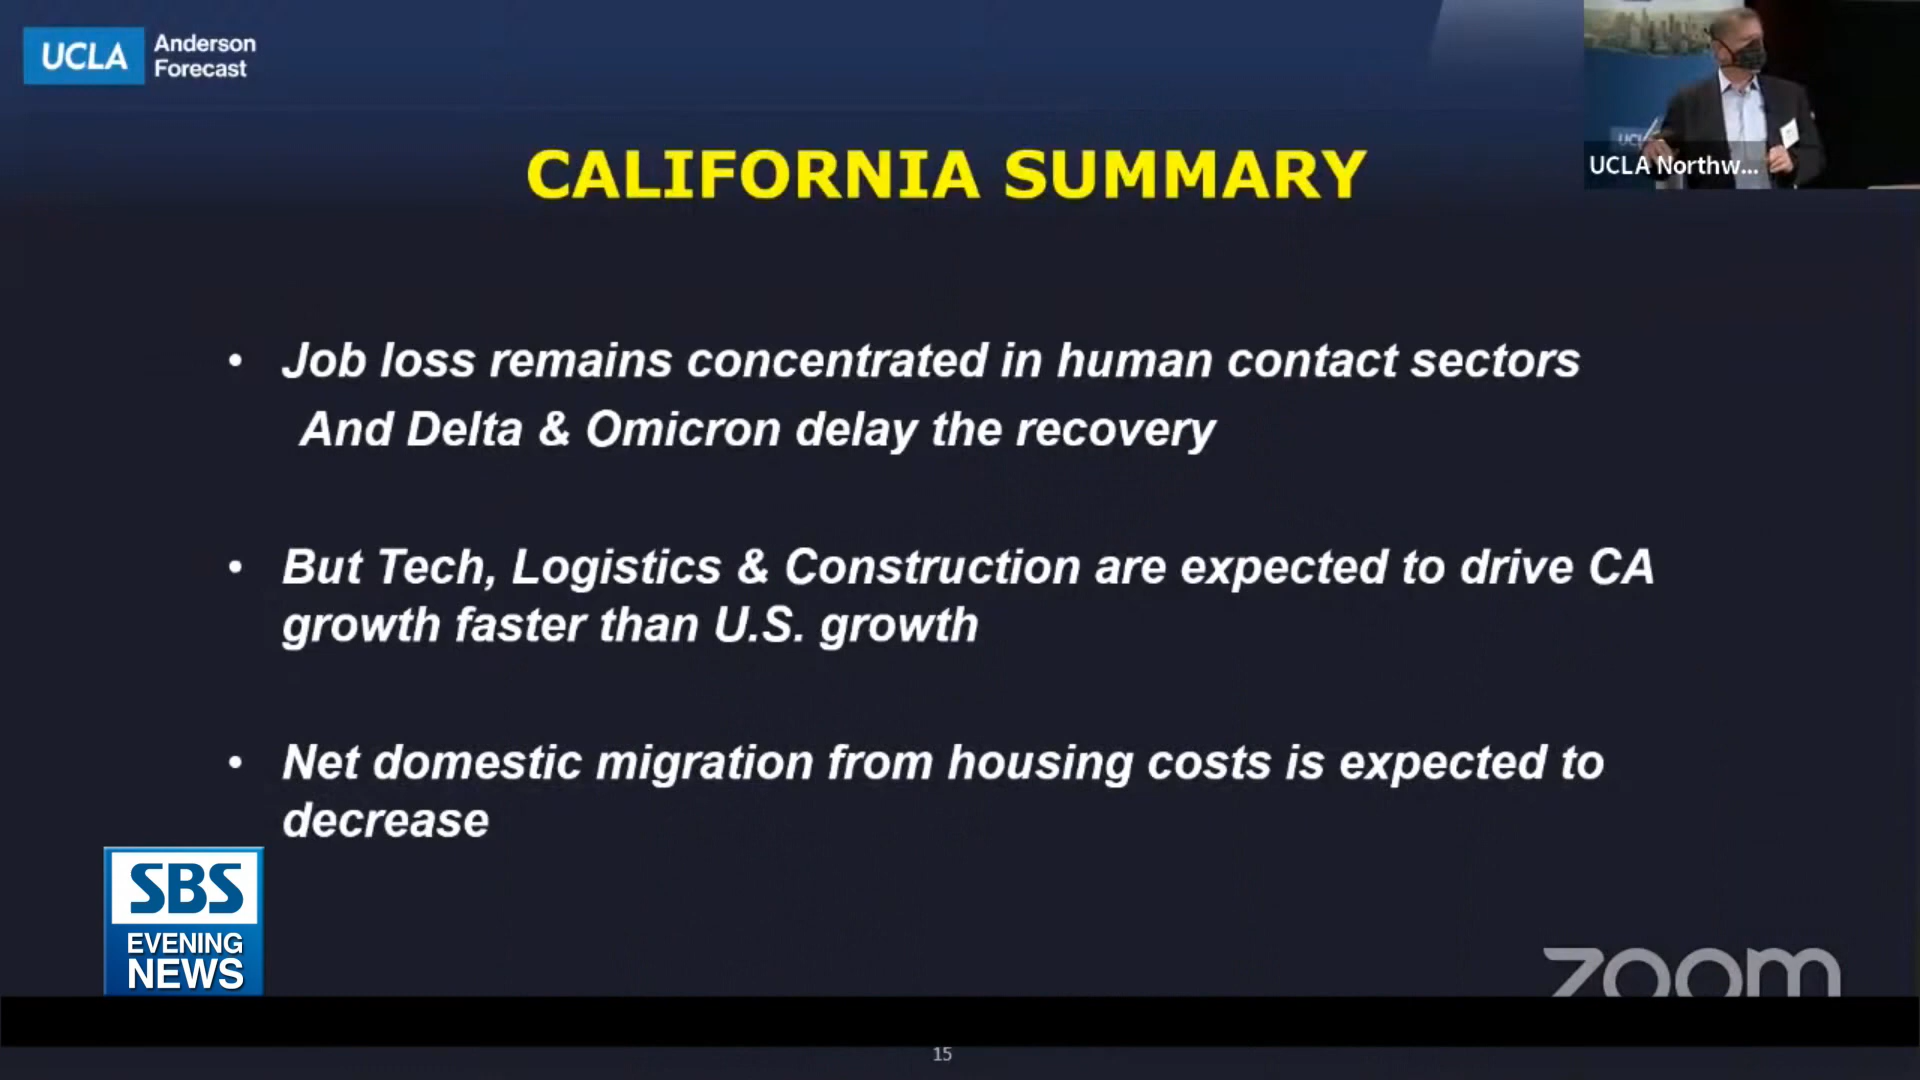 UCLA Anderson
Forecast
UCLA Northw...
CALIFORNIA SUMMARY
• Job loss remains concentrated in human contact sectors
And Delta & Omicron delay the recovery
• But Tech, Logistics & Construction are expected to drive CA
growth faster than U.S. growth
• Net domestic migration from housing costs is expected to
decrease
SBS
EVENING
NEWS
zoom
15